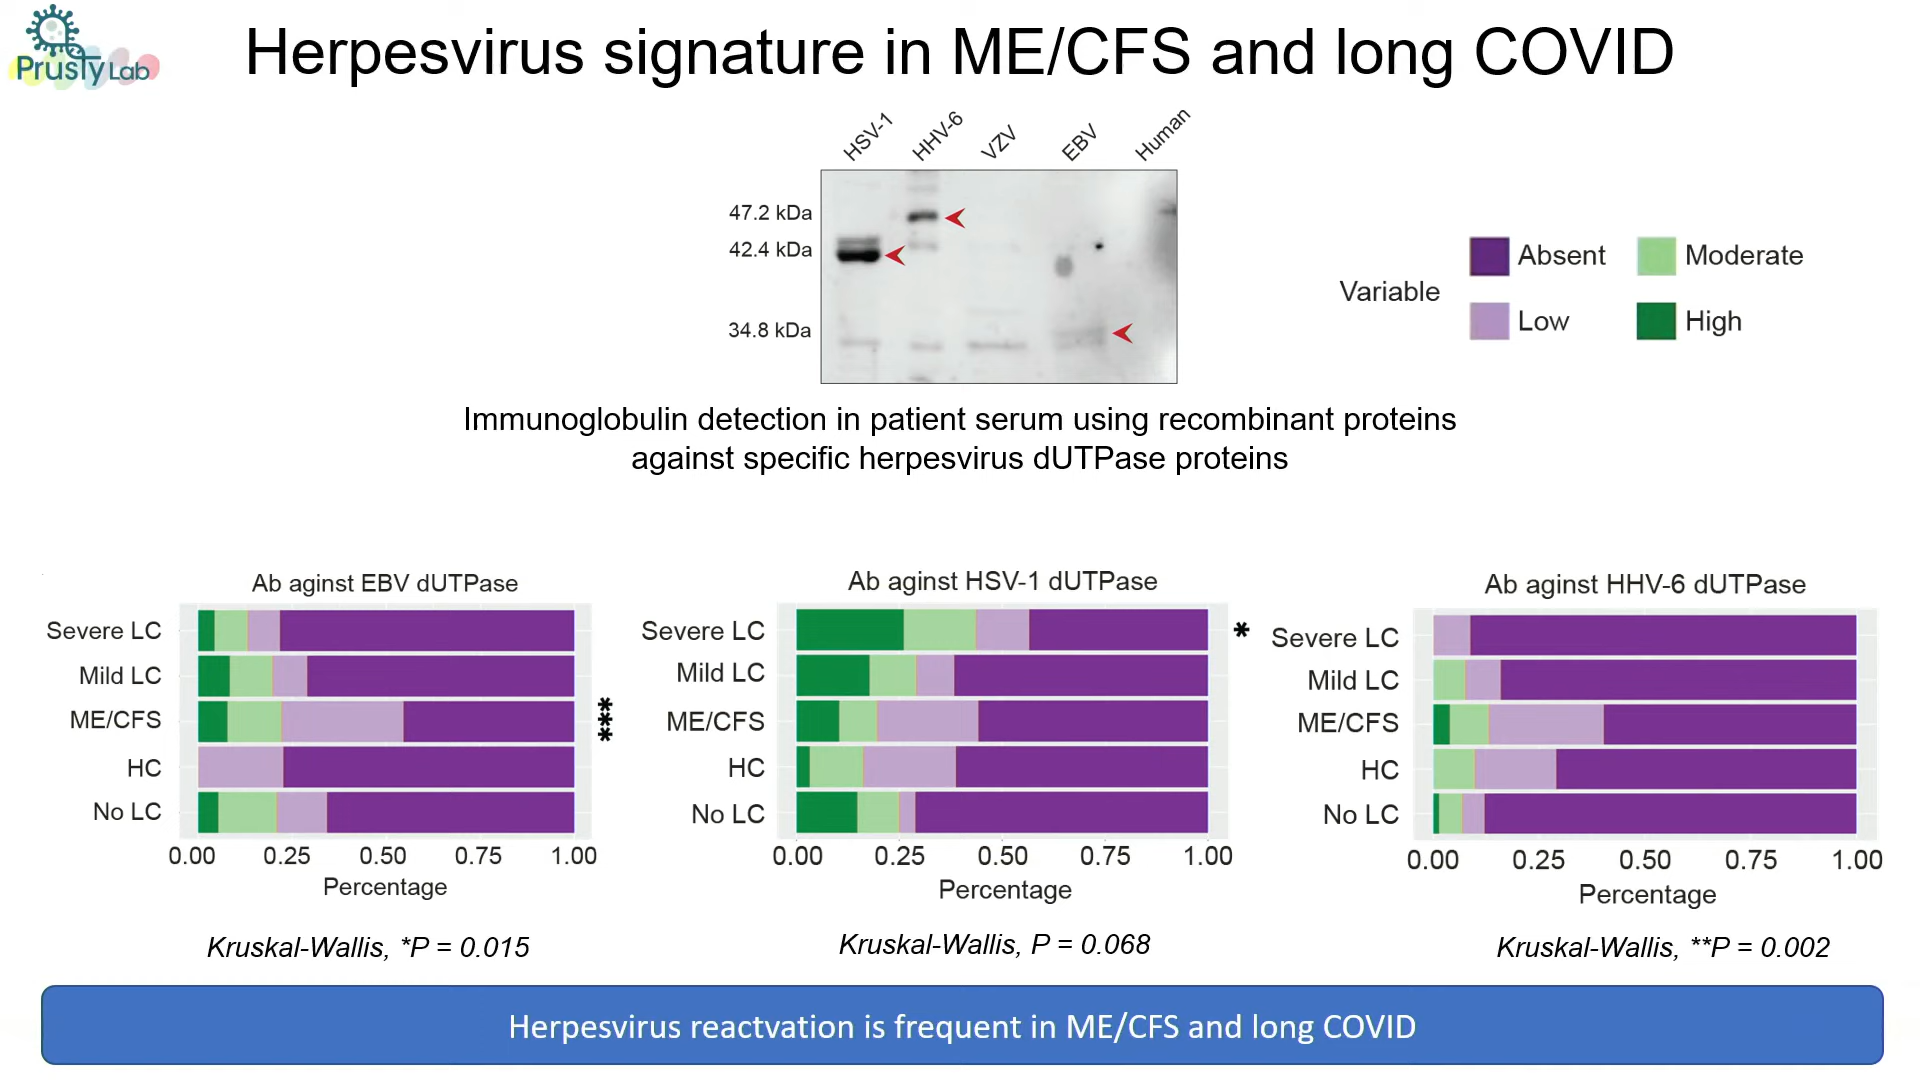 Prusty Lab
Herpesvirus signature in ME/CFS and long COVID
HSV-1 HHV-6 VZV EBV Human
47.2 kDa
42.4 kDa
34.8 kDa
Variable
Absent Moderate
Low High
Immunoglobulin detection in patient serum using recombinant proteins
against specific herpesvirus dUTPase proteins
Ab aginst EBV dUTPase
Severe LC
Mild LC
ME/CFS
***
HC
No LC
0.00 0.25 0.50 0.75 1.00
Percentage
Kruskal-Wallis, *P = 0.015
Ab aginst HSV-1 dUTPase
Severe LC
*
Mild LC
ME/CFS
HC
No LC
0.00 0.25 0.50 0.75 1.00
Percentage
Kruskal-Wallis, P = 0.068
Ab aginst HHV-6 dUTPase
Severe LC
Mild LC
ME/CFS
HC
No LC
0.00 0.25 0.50 0.75 1.00
Percentage
Kruskal-Wallis, **P = 0.002
Herpesvirus reactvation is frequent in ME/CFS and long COVID